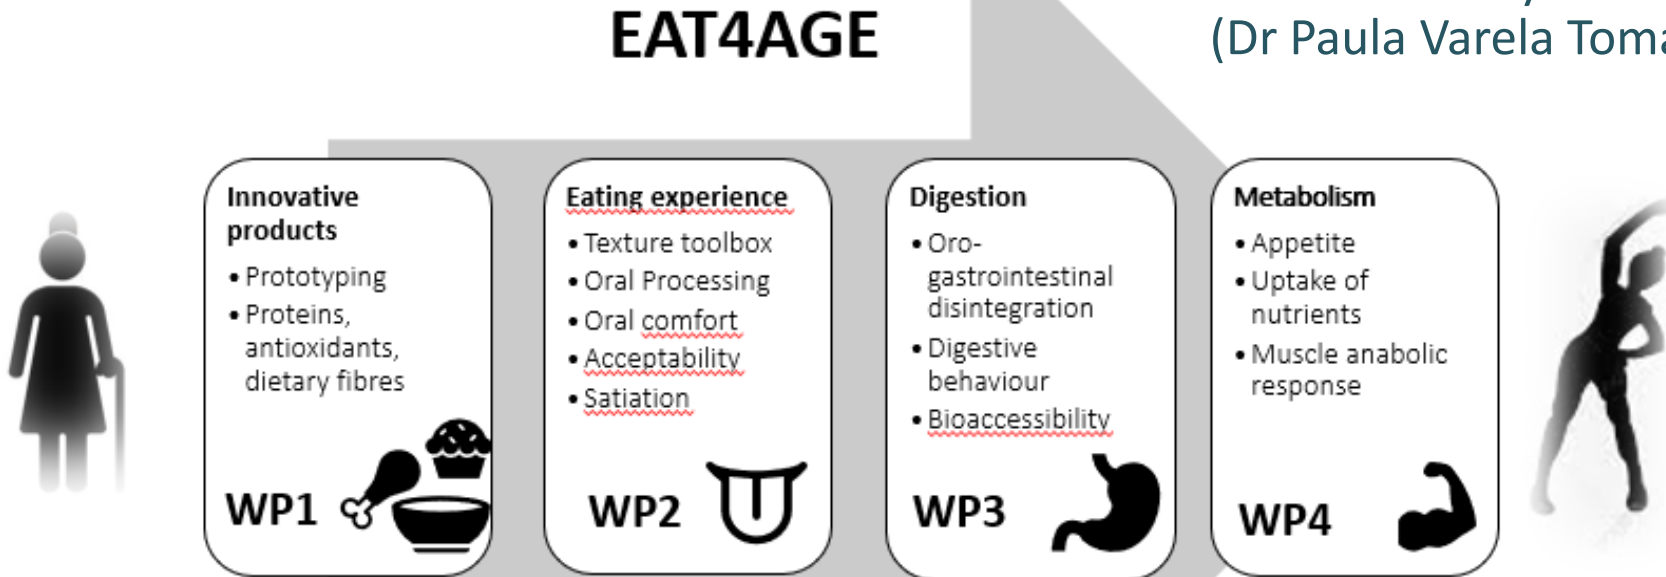 EAT4AGE
(Dr Paula Varela Toma
Innovative
products
• Prototyping
• Proteins,
antioxidants,
dietary fibres
WP1
Eating experience
• Texture toolbox
• Oral Processing
• Oral comfort
• Acceptability
• Satiation
WP2
Digestion
• Oro-
gastrointestinal
disintegration
• Digestive
behaviour
• Bioaccessibility
WP3
Metabolism
• Appetite
• Uptake of
nutrients
• Muscle anabolic
response
WP4